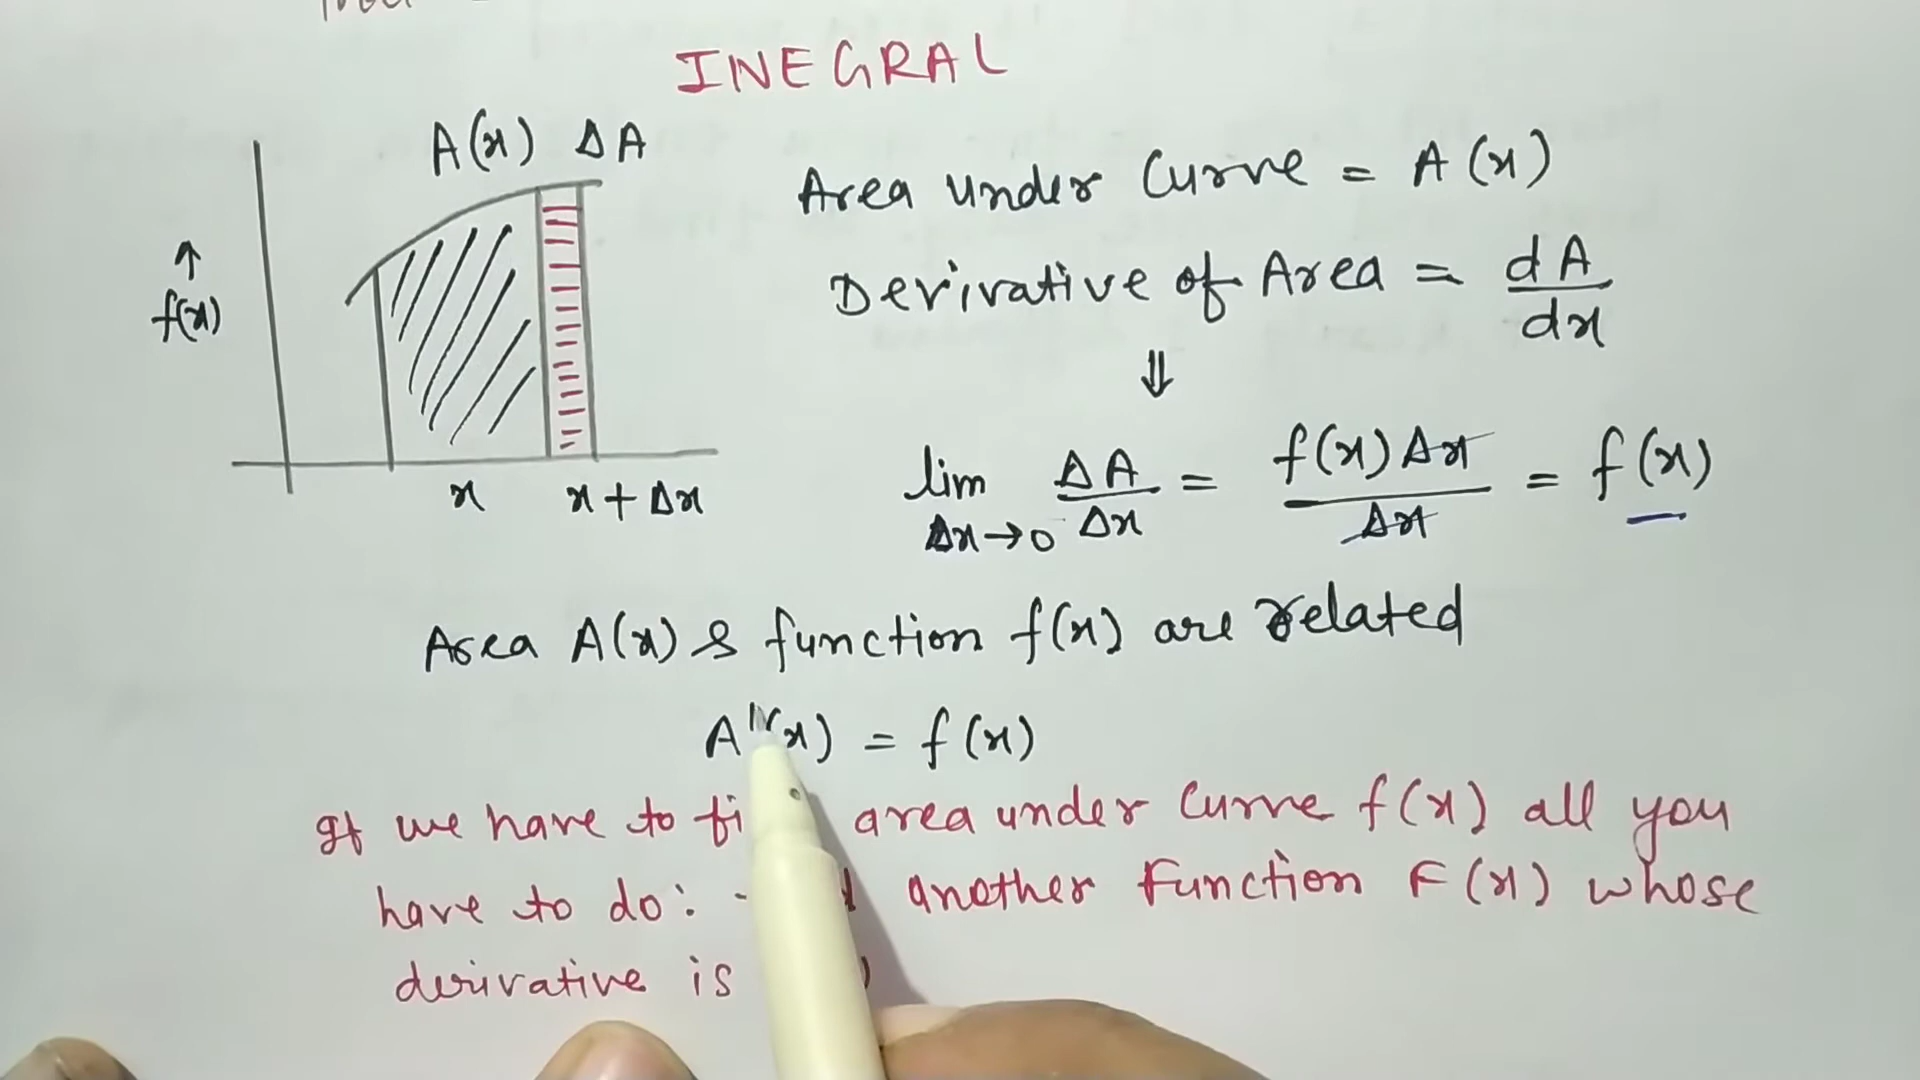 INEGRAL
A(x) ΔA
↑
f(x)
x x + Δx
Area under Curve = A(x)
Derivative of Area = dA/dx
⇓
lim Δx→0 ΔA/Δx = f(x)Δx/Δx = f(x)
Area A(x) & function f(x) are related
A'(x) = f(x)
If we have to area under Curve f(x) all you
have to do: - another function F(x) whose
derivative is